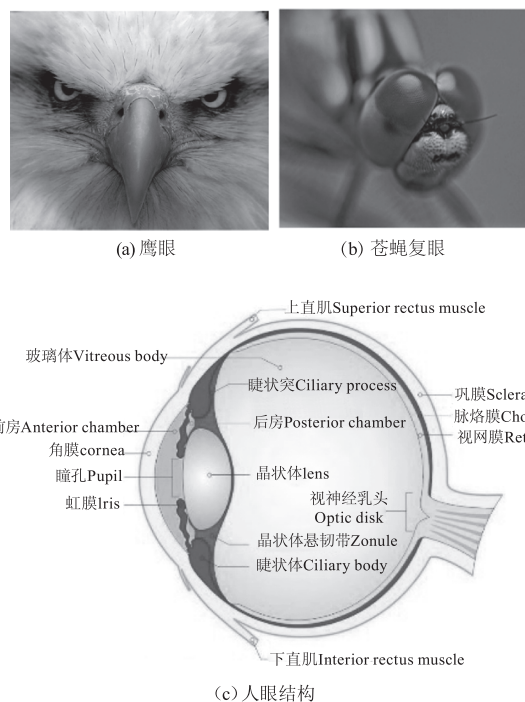 (a) 鹰眼
(b) 苍蝇复眼
上直肌Superior rectus muscle
玻璃体Vitreous body
睫状突Ciliary process
巩膜Sclera
房Anterior chamber
后房Posterior chamber
脉络膜Cho
角膜cornea
视网膜Ret
瞳孔Pupil
晶状体lens
虹膜Iris
视神经乳头
Optic disk
晶状体悬韧带Zonule
睫状体Ciliary body
下直肌Interior rectus muscle
(c) 人眼结构